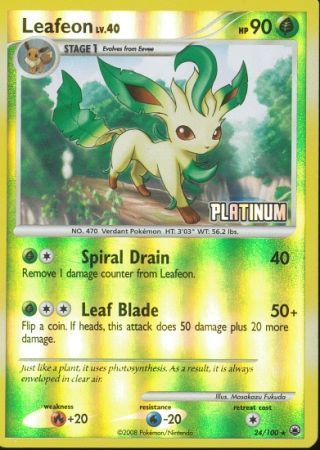 Leafeon LV.40 HP 90
STAGE 1 Evolves from Eevee
PLATINUM
NO. 470 Verdant Pokémon HT: 3'03" WT: 56.2 lbs.
Spiral Drain 40
Remove 1 damage counter from Leafeon.
Leaf Blade 50+
Flip a coin. If heads, this attack does 50 damage plus 20 more
damage.
Just like a plant, it uses photosynthesis. As a result, it is always
enveloped in clear air.
Illus. Masakazu Fukuda
weakness resistance retreat cost
+20 -20
©2008 Pokémon/Nintendo 24/100 ★